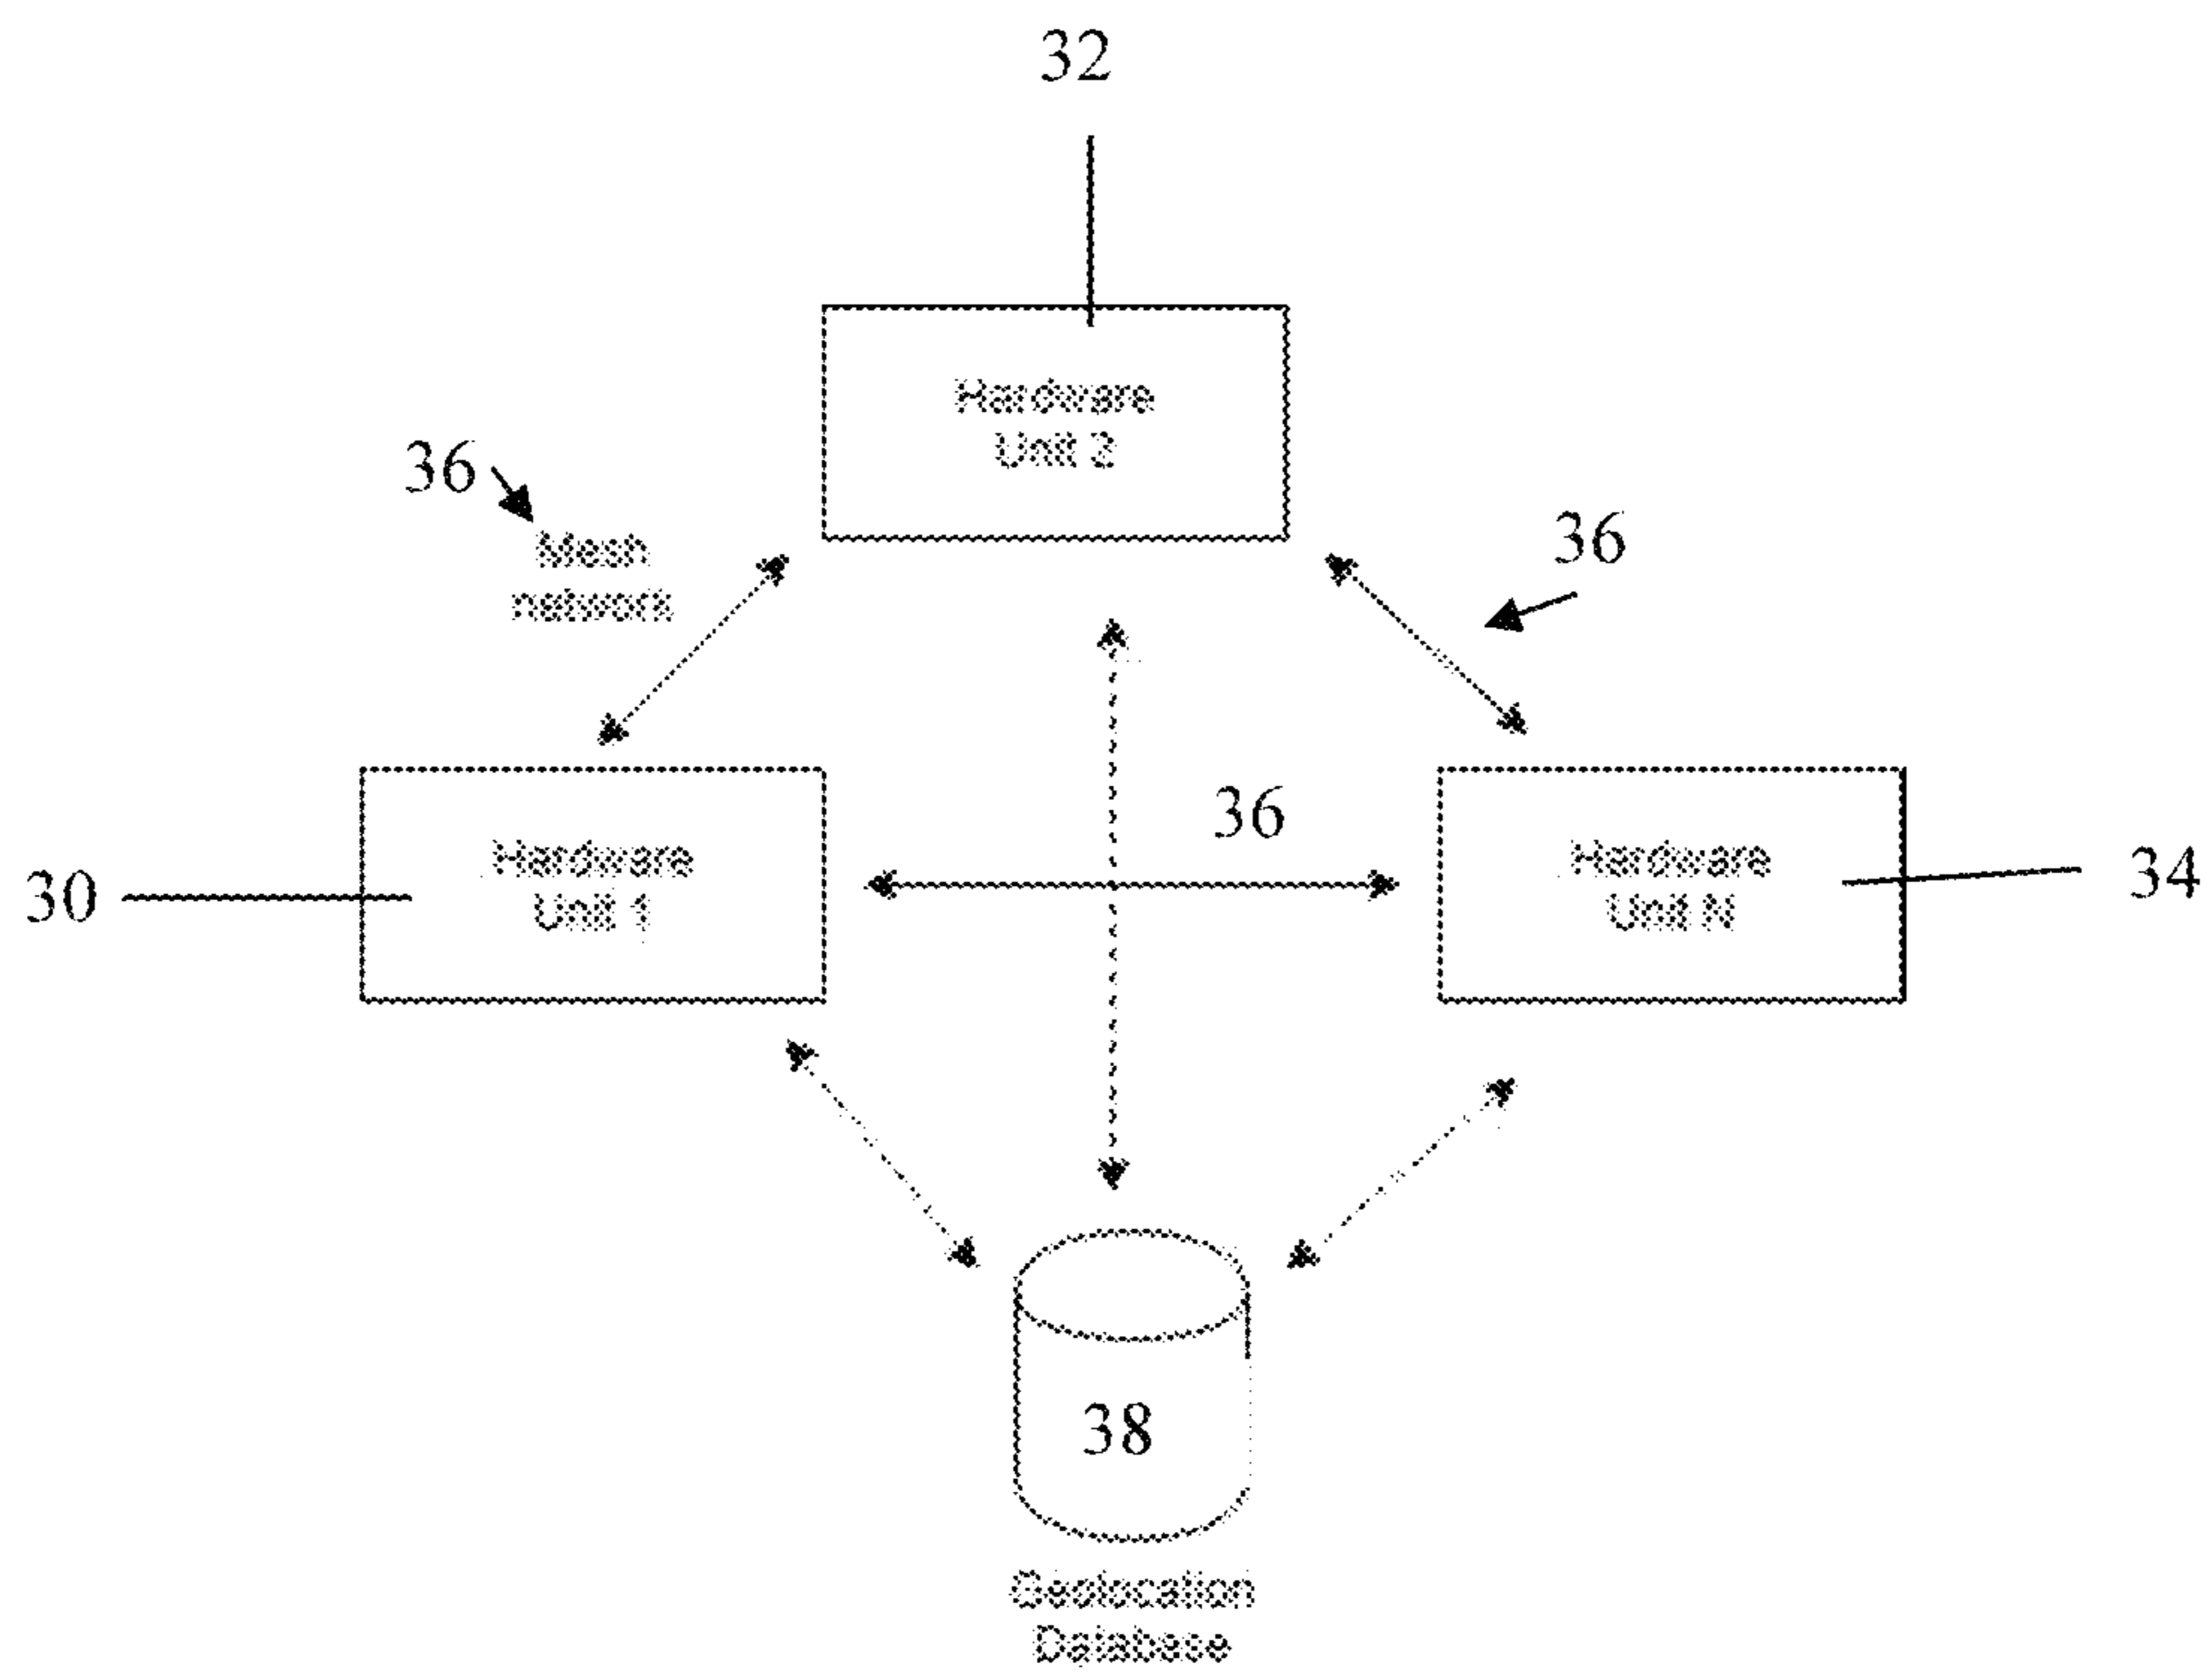 32
Hardware
Unit 2
36
Mesh
network
36
36
Hardware
Unit 1
Hardware
Unit N
30
34
38
Geolocation
Database